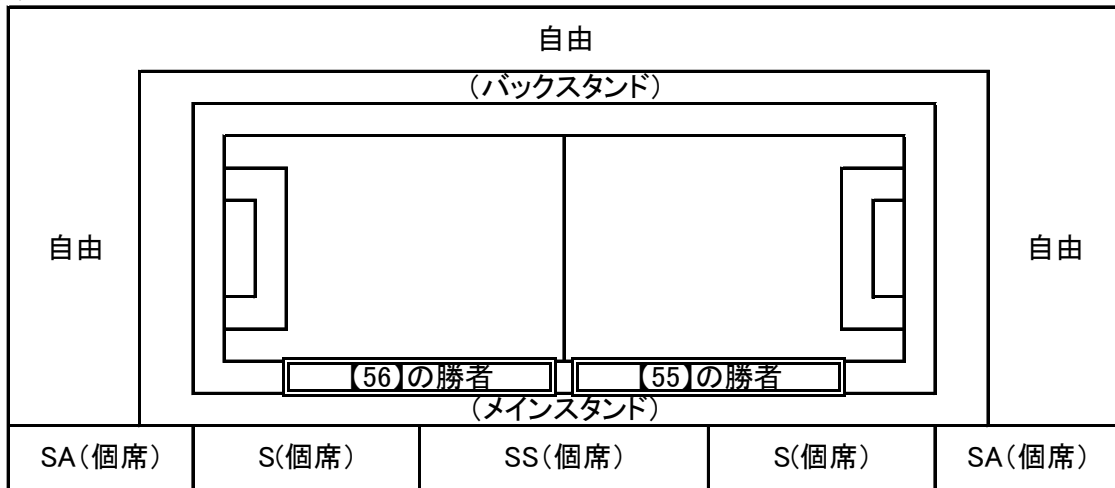 自由
(バックスタンド)
自由
自由
【56】の勝者
【55】の勝者
(メインスタンド)
SA(個席)
S(個席)
SS(個席)
S(個席)
SA(個席)